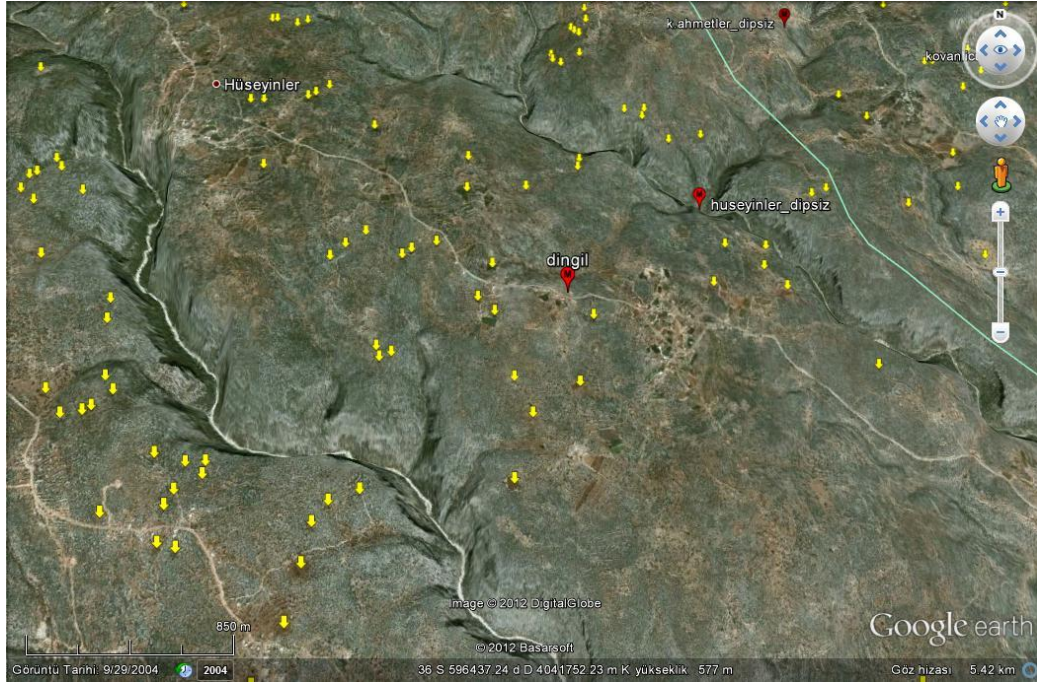 k.ahmetler_dipsiz
N
Hüseyinler
M
huseyinler_dipsiz
dingil
M
Image © 2012 DigitalGlobe
850 m
© 2012 Basarsoft
Google earth
Görüntü Tarihi: 9/29/2004
2004
36 S 596437.24 d D 4041752.23 m K yükseklik 577 m
Göz hizası 5.42 km